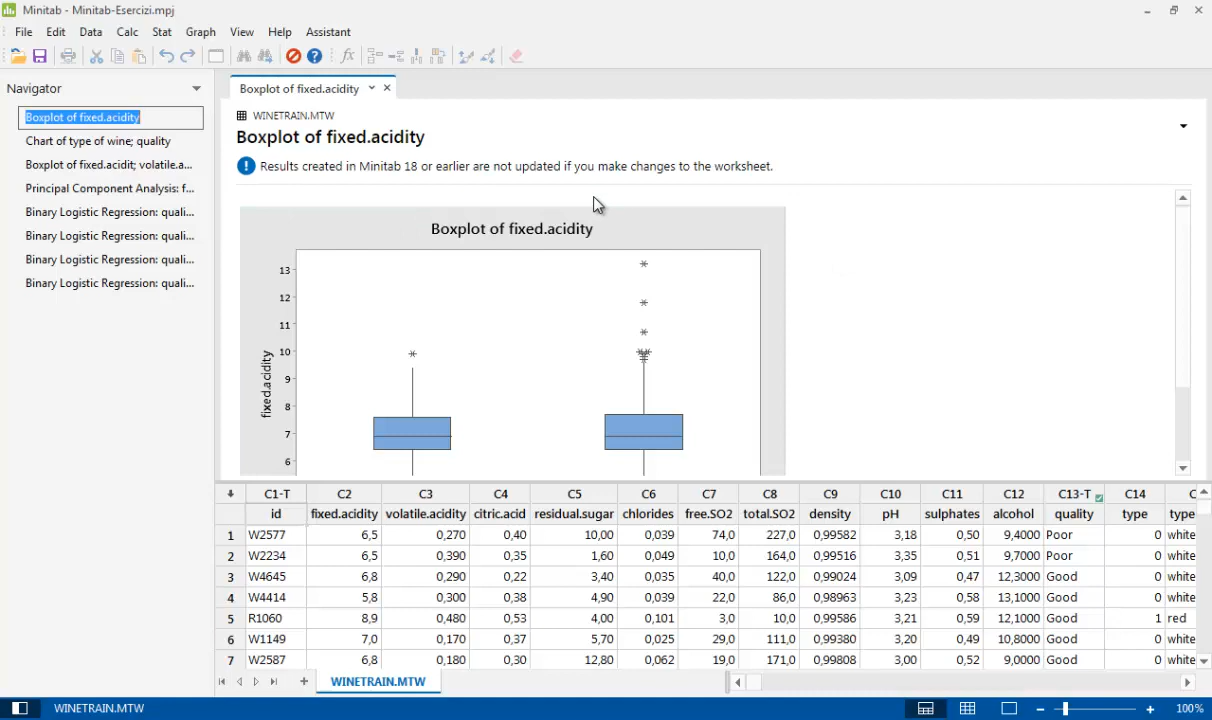 Minitab - Minitab-Esercizi.mpj
File Edit Data Calc Stat Graph View Help Assistant
Navigator
Boxplot of fixed.acidity
Chart of type of wine; quality
Boxplot of fixed.acidit; volatile.a...
Principal Component Analysis: f...
Binary Logistic Regression: quali...
Binary Logistic Regression: quali...
Binary Logistic Regression: quali...
Binary Logistic Regression: quali...
Boxplot of fixed.acidity
WINETRAIN.MTW
Boxplot of fixed.acidity
! Results created in Minitab 18 or earlier are not updated if you make changes to the worksheet.
Boxplot of fixed.acidity
13
12
11
10
9
8
7
6
fixed.acidity
C1-T C2 C3 C4 C5 C6 C7 C8 C9 C10 C11 C12 C13-T C14 C
id fixed.acidity volatile.acidity citric.acid residual.sugar chlorides free.SO2 total.SO2 density pH sulphates alcohol quality type type
1 W2577 6,5 0,270 0,40 10,00 0,039 74,0 227,0 0,99582 3,18 0,50 9,4000 Poor 0 white
2 W2234 6,5 0,390 0,35 1,60 0,049 10,0 164,0 0,99516 3,35 0,51 9,7000 Poor 0 white
3 W4645 6,8 0,290 0,22 3,40 0,035 40,0 122,0 0,99024 3,09 0,47 12,3000 Good 0 white
4 W4414 5,8 0,300 0,38 4,90 0,039 22,0 86,0 0,98963 3,23 0,58 13,1000 Good 0 white
5 R1060 8,9 0,480 0,53 4,00 0,101 3,0 10,0 0,99586 3,21 0,59 12,1000 Good 1 red
6 W1149 7,0 0,170 0,37 5,70 0,025 29,0 111,0 0,99380 3,20 0,49 10,8000 Good 0 white
7 W2587 6,8 0,180 0,30 12,80 0,062 19,0 171,0 0,99808 3,00 0,52 9,0000 Good 0 white
WINETRAIN.MTW
WINETRAIN.MTW 100%